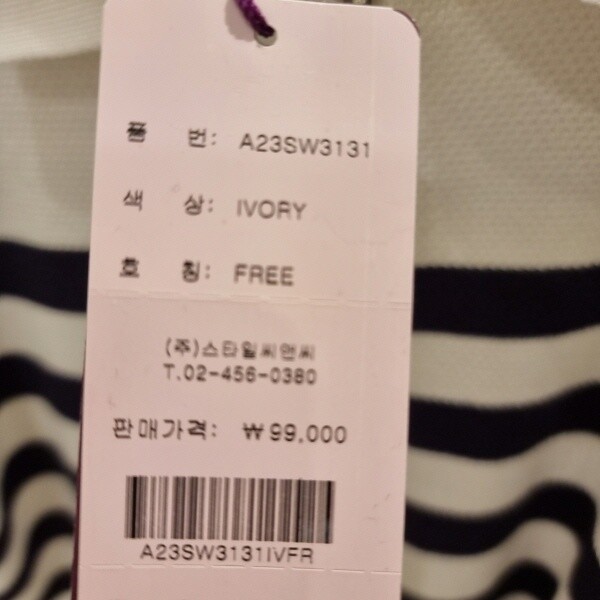 품 번: A23SW3131
색 상: IVORY
호 칭: FREE
(주)스타일씨앤씨
T.02-456-0380
판매가격: ₩99,000
A23SW3131IVFR